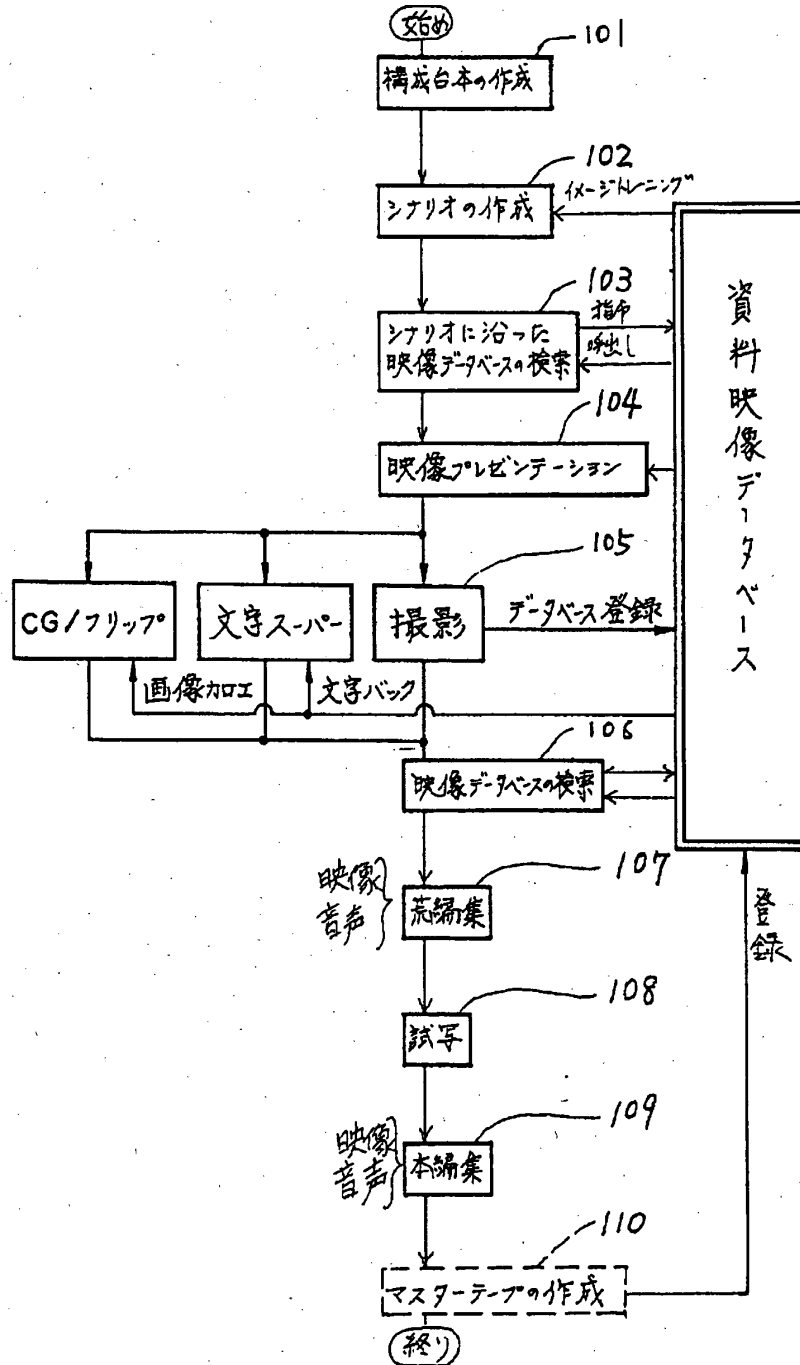 始め
101
構成台本の作成
102
イメージトレーニング
シナリオの作成
103
指示
呼出し
シナリオに沿った
映像データベースの検索
104
映像プレゼンテーション
資料映像データベース
105
CG/フリップ
文字スーパー
撮影
データベース登録
画像加工
文字バック
106
映像データベースの検索
107
映像
音声
荒編集
登録
108
試写
109
映像
音声
本編集
110
マスターテープの作成
終り